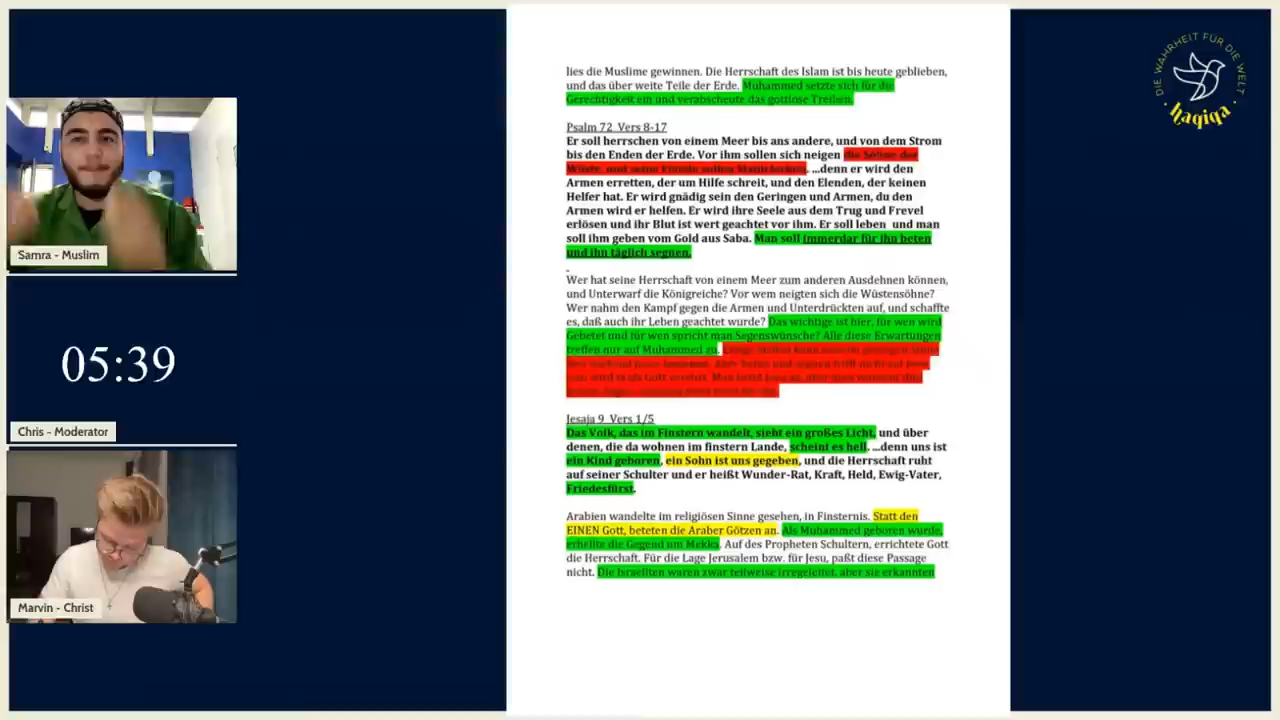 lies die Muslime gewinnen. Die Herrschaft des Islam ist bis heute geblieben,
und das über weite Teile der Erde. Muhammed setzte sich für die
Gerechtigkeit ein und verabscheute das gottlose Treiben.
Psalm 72 Vers 8-17
Er soll herrschen von einem Meer bis ans andere, und von dem Strom
bis den Enden der Erde. Vor ihm sollen sich neigen die Söhne der
Wüste, und seine Feinde sollen Staub lecken. ...denn er wird den
Armen erretten, der um Hilfe schreit, und den Elenden, der keinen
Helfer hat. Er wird gnädig sein den Geringen und Armen, du den
Armen wird er helfen. Er wird ihre Seele aus dem Trug und Frevel
erlösen und ihr Blut ist wert geachtet vor ihm. Er soll leben und man
soll ihm geben vom Gold aus Saba. Man soll immerdar für ihn beten
und ihn täglich segnen.
Wer hat seine Herrschaft von einem Meer zum anderen Ausdehnen können,
und Unterwarf die Königreiche? Vor wem neigten sich die Wüstensöhne?
Wer nahm den Kampf gegen die Armen und Unterdrückten auf, und schaffte
es, daß auch ihr Leben geachtet wurde? Das wichtige ist hier, für wen wird
Gebetet und für wen spricht man Segenswünsche? Alle diese Erwartungen
treffen nur auf Muhammed zu.
Jesaja 9 Vers 1/5
Das Volk, das im Finstern wandelt, sieht ein großes Licht, und über
denen, die da wohnen im finstern Lande, scheint es hell. ...denn uns ist
ein Kind geboren, ein Sohn ist uns gegeben, und die Herrschaft ruht
auf seiner Schulter und er heißt Wunder-Rat, Kraft, Held, Ewig-Vater,
Friedesfürst.
Arabien wandelte im religiösen Sinne gesehen, in Finsternis. Statt den
EINEN Gott, beteten die Araber Götzen an. Als Muhammed geboren wurde,
erhellte die Gegend um Mekka. Auf des Propheten Schultern, errichtete Gott
die Herrschaft. Für die Lage Jerusalem bzw. für Jesu, paßt diese Passage
nicht. Die Israeliten waren zwar teilweise irregeleitet, aber sie erkannten
Samra - Muslim
05:39
Chris - Moderator
Marvin - Christ
DIE WAHRHEIT FÜR DIE WELT
haqiqa